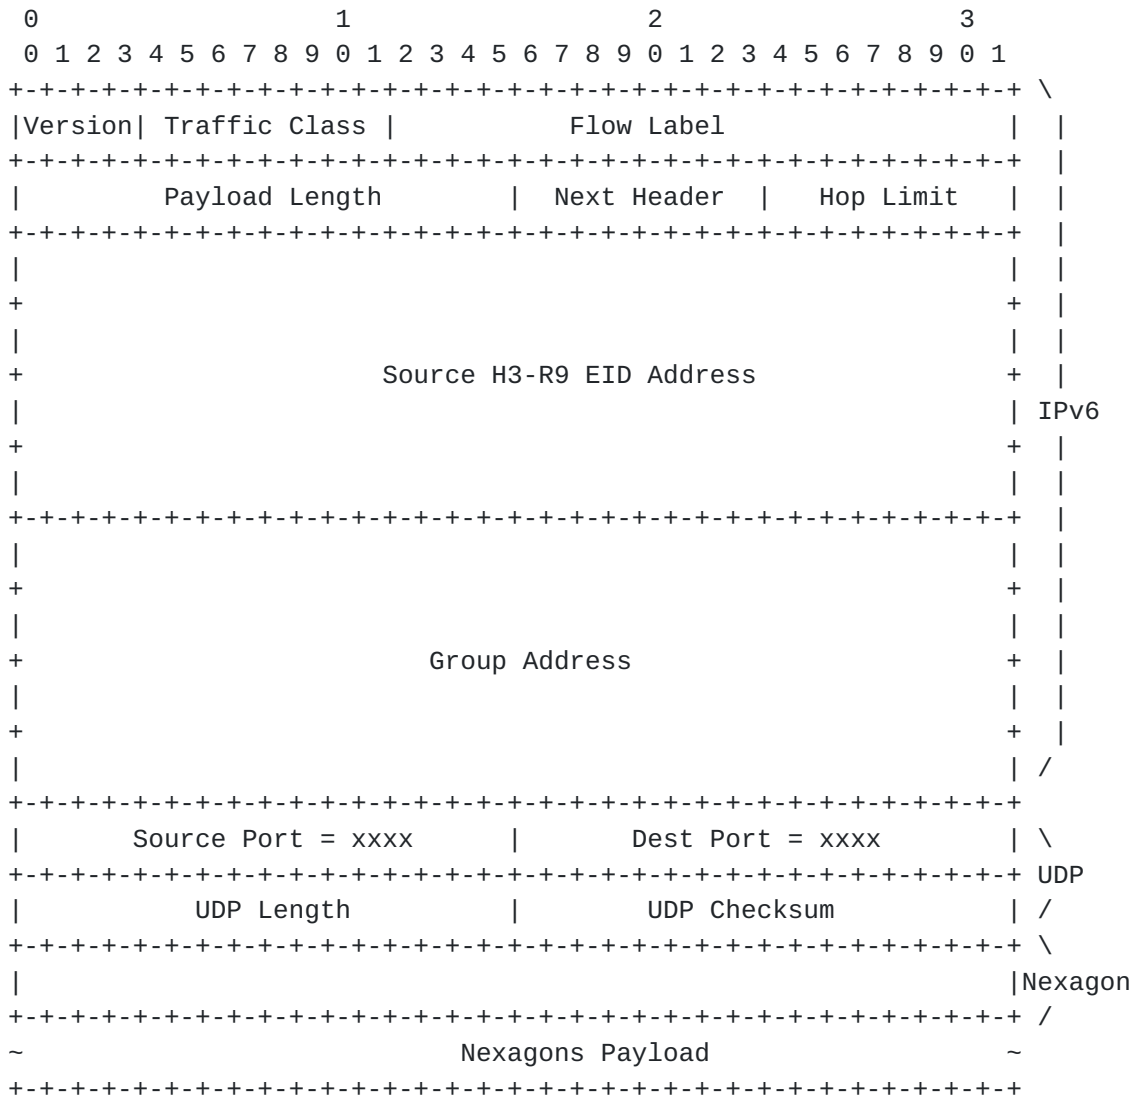 0                   1                   2                   3
 0 1 2 3 4 5 6 7 8 9 0 1 2 3 4 5 6 7 8 9 0 1 2 3 4 5 6 7 8 9 0 1
+-+-+-+-+-+-+-+-+-+-+-+-+-+-+-+-+-+-+-+-+-+-+-+-+-+-+-+-+-+-+-+-+ \
|Version| Traffic Class |           Flow Label                  |  |
+-+-+-+-+-+-+-+-+-+-+-+-+-+-+-+-+-+-+-+-+-+-+-+-+-+-+-+-+-+-+-+-+  |
|         Payload Length        |  Next Header  |   Hop Limit   |  |
+-+-+-+-+-+-+-+-+-+-+-+-+-+-+-+-+-+-+-+-+-+-+-+-+-+-+-+-+-+-+-+-+  |
|                                                               |  |
+                                                               +  |
|                                                               |  |
+                       Source H3-R9 EID Address                +  |
|                                                               | IPv6
+                                                               +  |
|                                                               |  |
+-+-+-+-+-+-+-+-+-+-+-+-+-+-+-+-+-+-+-+-+-+-+-+-+-+-+-+-+-+-+-+-+  |
|                                                               |  |
+                                                               +  |
|                                                               |  |
+                          Group Address                        +  |
|                                                               |  |
+                                                               +  |
|                                                               | /
+-+-+-+-+-+-+-+-+-+-+-+-+-+-+-+-+-+-+-+-+-+-+-+-+-+-+-+-+-+-+-+-+
|       Source Port = xxxx      |       Dest Port = xxxx        | \
+-+-+-+-+-+-+-+-+-+-+-+-+-+-+-+-+-+-+-+-+-+-+-+-+-+-+-+-+-+-+-+-+ UDP
|           UDP Length          |        UDP Checksum           | /
+-+-+-+-+-+-+-+-+-+-+-+-+-+-+-+-+-+-+-+-+-+-+-+-+-+-+-+-+-+-+-+-+ \
|                                                               |Nexagon
+-+-+-+-+-+-+-+-+-+-+-+-+-+-+-+-+-+-+-+-+-+-+-+-+-+-+-+-+-+-+-+-+ /
~                            Nexagons Payload                   ~
+-+-+-+-+-+-+-+-+-+-+-+-+-+-+-+-+-+-+-+-+-+-+-+-+-+-+-+-+-+-+-+-+